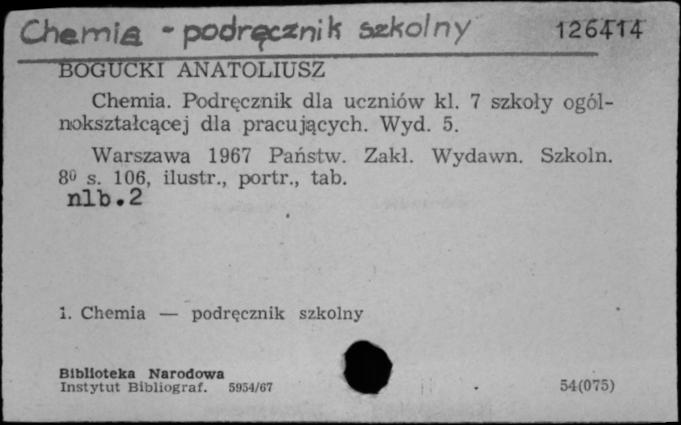 Chemia - podręcznik szkolny 126414
BOGUCKI ANATOLIUSZ
Chemia. Podręcznik dla uczniów kl. 7 szkoły ogól-
nokształcącej dla pracujących. Wyd. 5.
Warszawa 1967 Państw. Zakł. Wydawn. Szkoln.
8⁰ s. 106, ilustr., portr., tab.
nlb.2
1. Chemia — podręcznik szkolny
Biblioteka Narodowa
Instytut Bibliograf. 5954/67 54(075)